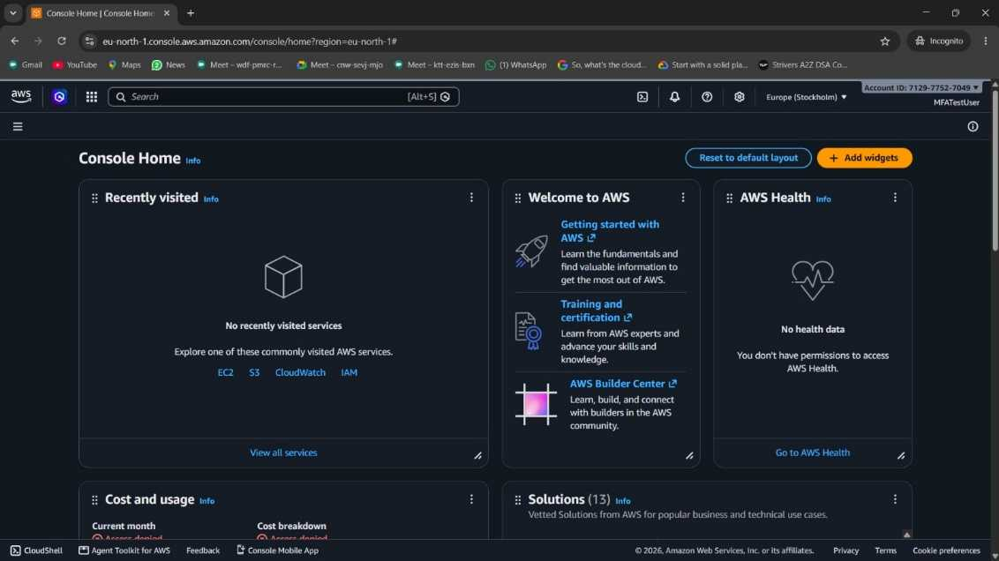 Console Home | Console Home
eu-north-1.console.aws.amazon.com/console/home?region=eu-north-1#
Incognito
Gmail
YouTube
Maps
News
Meet – wdf-pmrc-r...
Meet – cnw-sevj-mjo
Meet – ktt-ezis-bxn
(1) WhatsApp
So, what's the cloud...
Start with a solid pla...
Strivers A2Z DSA Co...
aws
Search
[Alt+S]
Europe (Stockholm)
Account ID: 7129-7752-7049
MFATestUser
Console Home Info
Reset to default layout
+ Add widgets
Recently visited Info
No recently visited services
Explore one of these commonly visited AWS services.
EC2 S3 CloudWatch IAM
View all services
Welcome to AWS
Getting started with
AWS
Learn the fundamentals and
find valuable information to
get the most out of AWS.
Training and
certification
Learn from AWS experts and
advance your skills and
knowledge.
AWS Builder Center
Learn, build, and connect
with builders in the AWS
community.
AWS Health Info
No health data
You don't have permissions to access
AWS Health.
Go to AWS Health
Cost and usage Info
Current month
Access denied
Cost breakdown
Access denied
Solutions (13) Info
Vetted Solutions from AWS for popular business and technical use cases.
CloudShell
Agent Toolkit for AWS
Feedback
Console Mobile App
© 2026, Amazon Web Services, Inc. or its affiliates.
Privacy
Terms
Cookie preferences